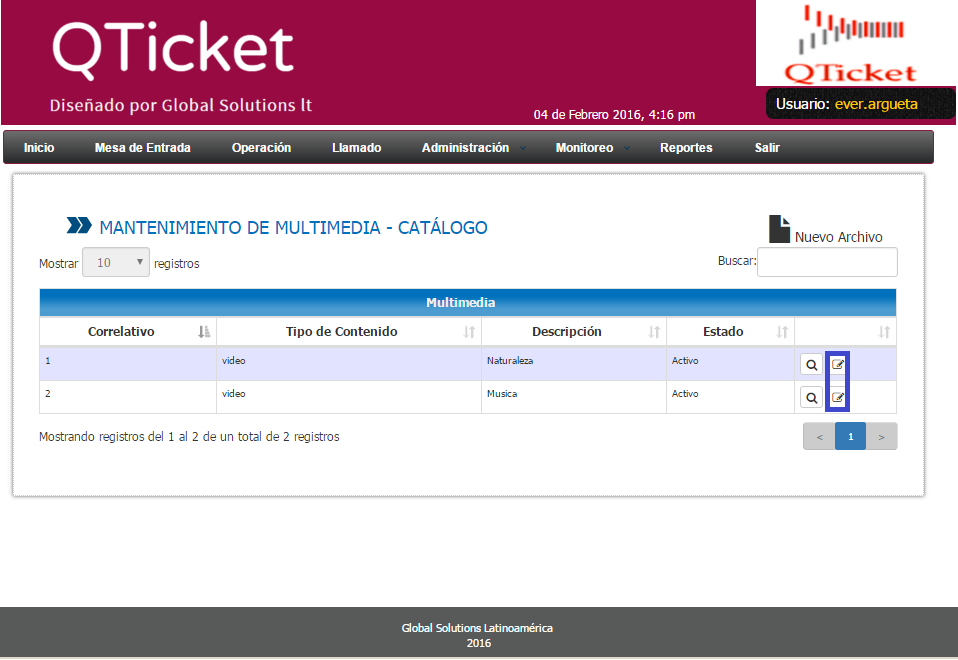 QTicket
Diseñado por Global Solutions lt
04 de Febrero 2016, 4:16 pm
QTicket
Usuario: ever.argueta
Inicio Mesa de Entrada Operación Llamado Administración Monitoreo Reportes Salir
MANTENIMIENTO DE MULTIMEDIA - CATÁLOGO
Nuevo Archivo
Mostrar 10 registros
Buscar:
Multimedia
Correlativo Tipo de Contenido Descripción Estado
1 video Naturaleza Activo
2 video Musica Activo
Mostrando registros del 1 al 2 de un total de 2 registros
< 1 >
Global Solutions Latinoamérica
2016